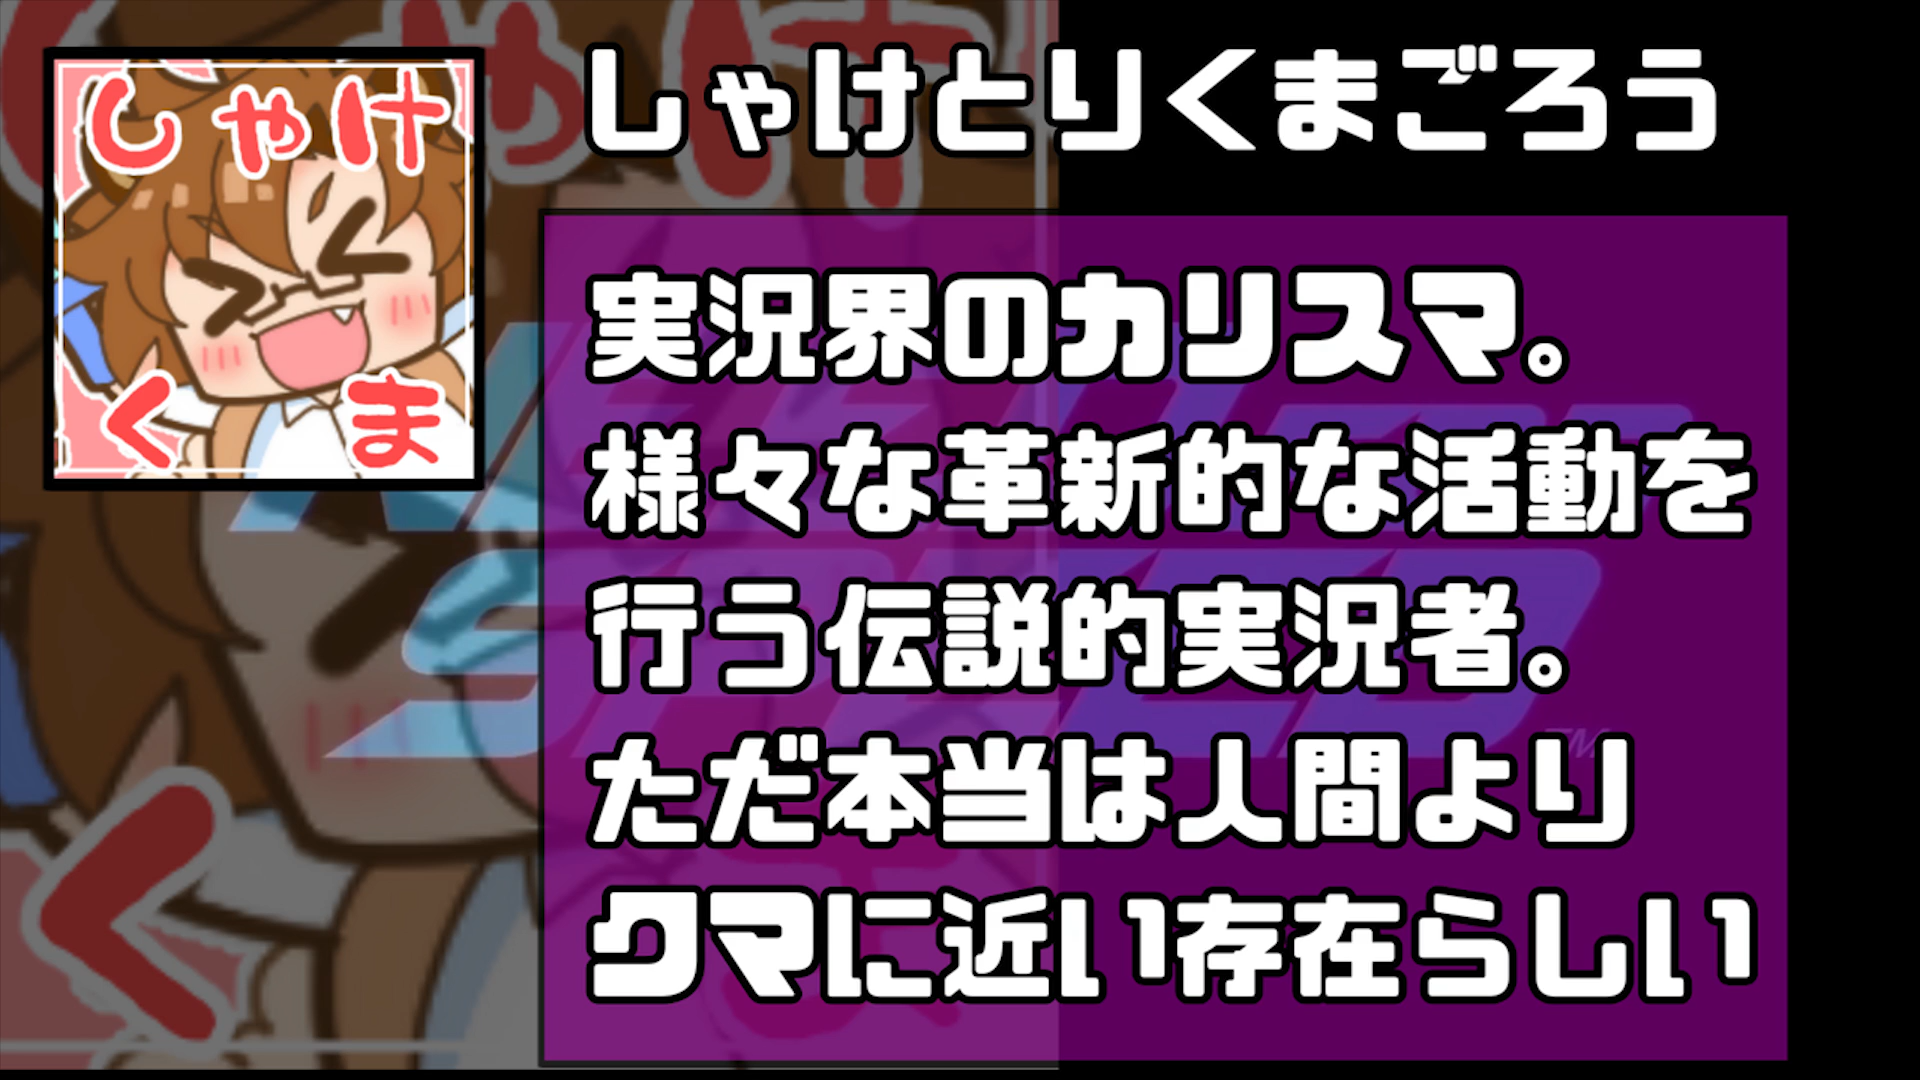 しゃけ
くま
しゃけとりくまごろう
実況界のカリスマ。
様々な革新的な活動を
行う伝説的実況者。
ただ本当は人間より
クマに近い存在らしい
SPEED
TM